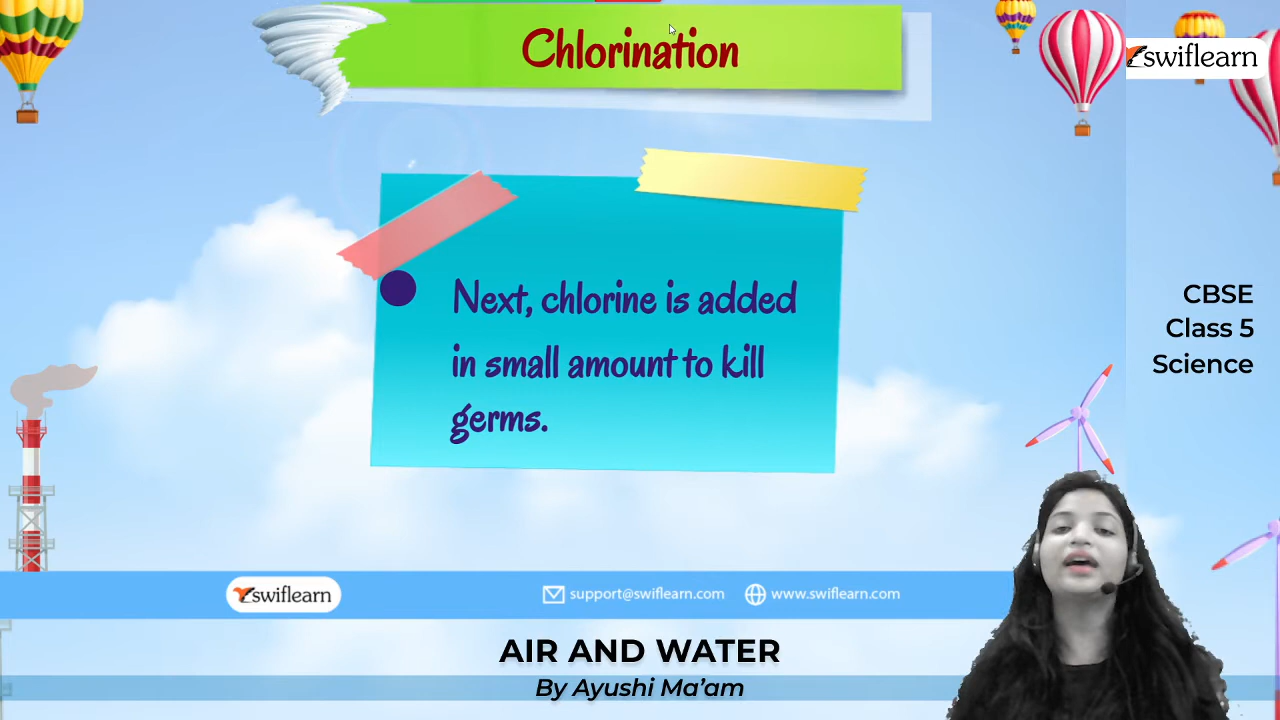 Chlorination
swiflearn
Next, chlorine is added
in small amount to kill
germs.
CBSE
Class 5
Science
swiflearn
support@swiflearn.com
www.swiflearn.com
AIR AND WATER
By Ayushi Ma’am